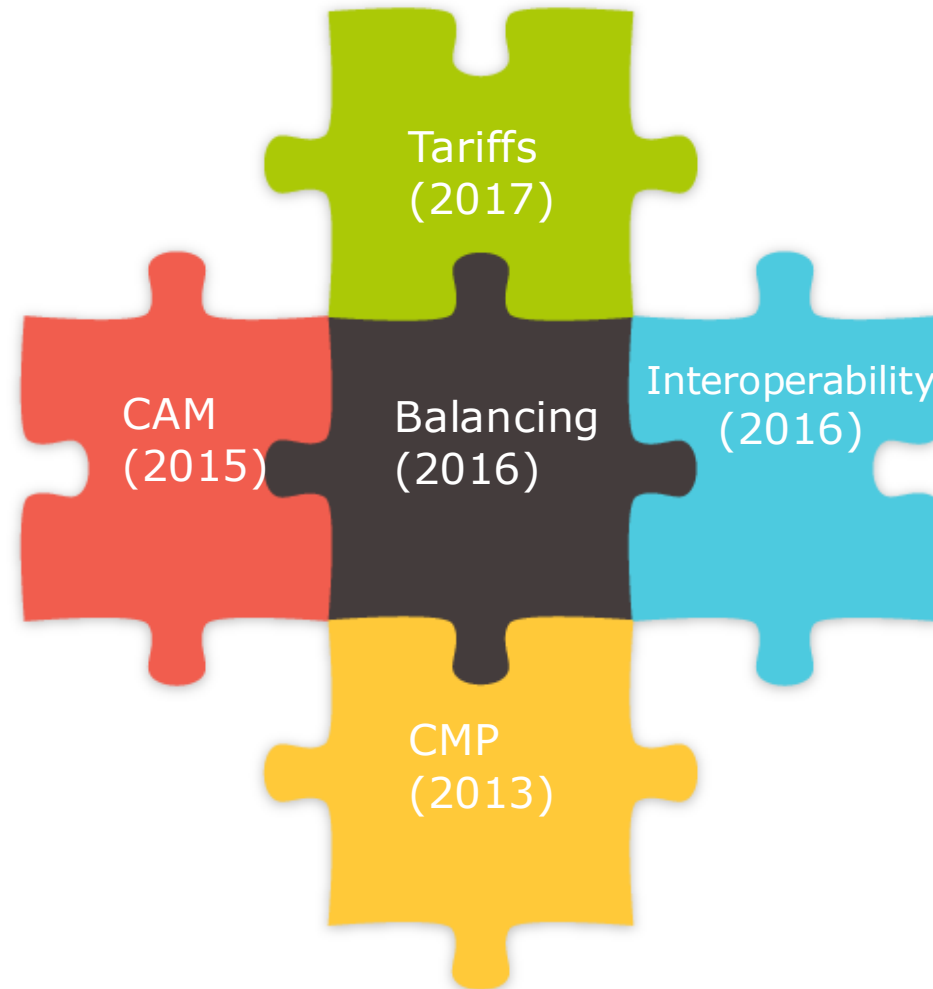 Tariffs
(2017)
CAM
(2015)
Balancing
(2016)
Interoperability
(2016)
CMP
(2013)